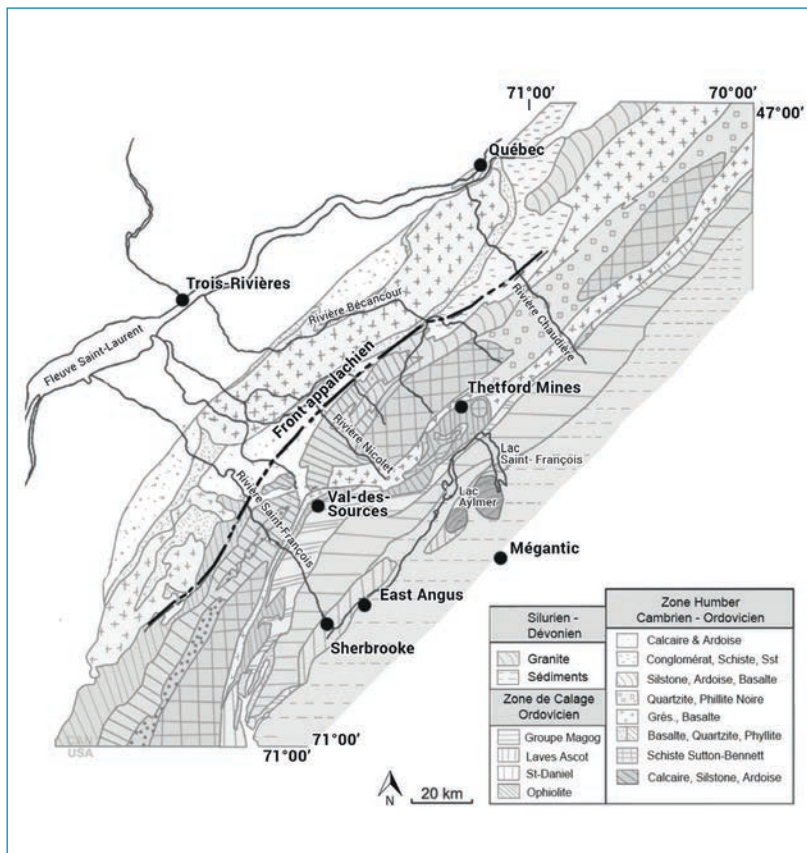 71°00’
70°00’
47°00’
Québec
Trois-Rivières
Rivière Bécancour
Rivière Chaudière
Fleuve Saint-Laurent
Front appalachien
Thetford Mines
Rivière Nicolet
Lac
Saint- François
Rivière Saint-François
Val-des-
Sources
Lac
Aylmer
Mégantic
East Angus
Sherbrooke
USA
71°00’
71°00’
N
20 km
Silurien -
Dévonien
Granite
Sédiments
Zone de Calage
Ordovicien
Groupe Magog
Laves Ascot
St-Daniel
Ophiolite
Zone Humber
Cambrien - Ordovicien
Calcaire & Ardoise
Conglomérat, Schiste, Sst
Silstone, Ardoise, Basalte
Quartzite, Phillite Noire
Grés., Basalte
Basalte, Quartzite, Phyllite
Schiste Sutton-Bennett
Calcaire, Silstone, Ardoise